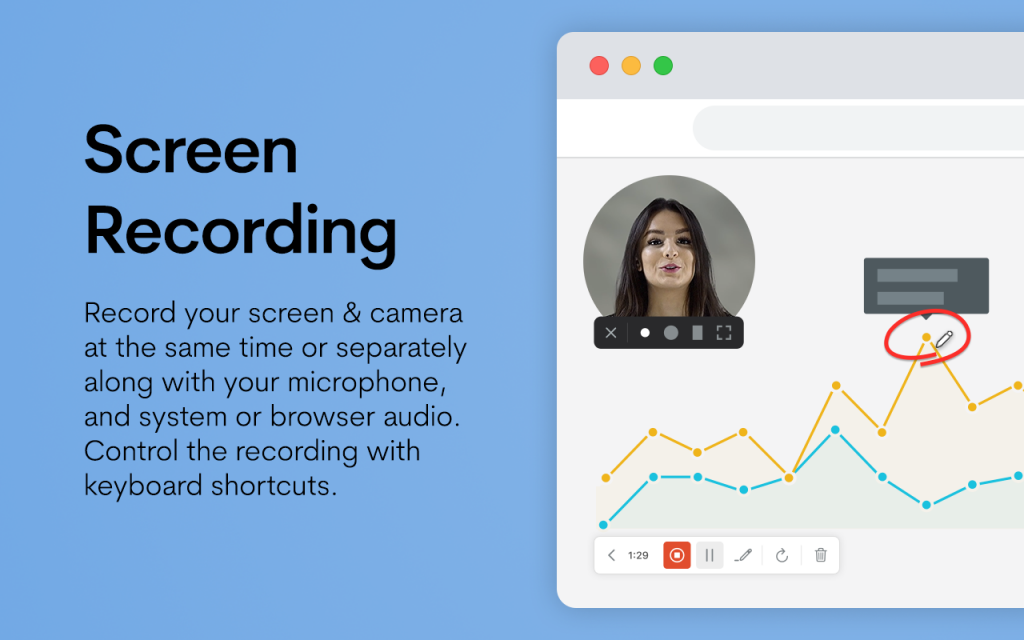 Screen
Recording
Record your screen & camera
at the same time or separately
along with your microphone,
and system or browser audio.
Control the recording with
keyboard shortcuts.
1:29